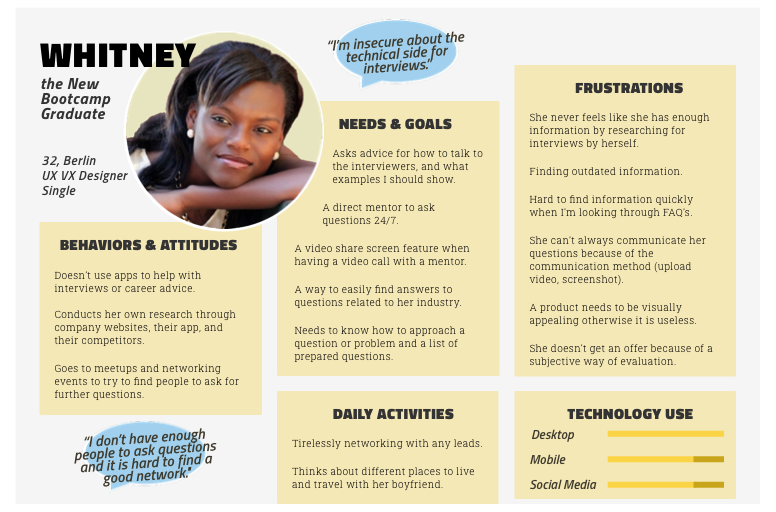 WHITNEY
the New
Bootcamp
Graduate
32, Berlin
UX VX Designer
Single
"I'm insecure about the
technical side for
interviews."
BEHAVIORS & ATTITUDES
Doesn't use apps to help with
interviews or career advice.
Conducts her own research through
company websites, their app, and
their competitors.
Goes to meetups and networking
events to try to find people to ask for
further questions.
"I don't have enough
people to ask questions
and it is hard to find a
good network."
NEEDS & GOALS
Asks advice for how to talk to
the interviewers, and what
examples I should show.
A direct mentor to ask
questions 24/7.
A video share screen feature when
having a video call with a mentor.
A way to easily find answers to
questions related to her industry.
Needs to know how to approach a
question or problem and a list of
prepared questions.
DAILY ACTIVITIES
Tirelessly networking with any leads.
Thinks about different places to live
and travel with her boyfriend.
FRUSTRATIONS
She never feels like she has enough
information by researching for
interviews by herself.
Finding outdated information.
Hard to find information quickly
when I'm looking through FAQ's.
She can't always communicate her
questions because of the
communication method (upload
video, screenshot).
A product needs to be visually
appealing otherwise it is useless.
She doesn't get an offer because of a
subjective way of evaluation.
TECHNOLOGY USE
Desktop
Mobile
Social Media